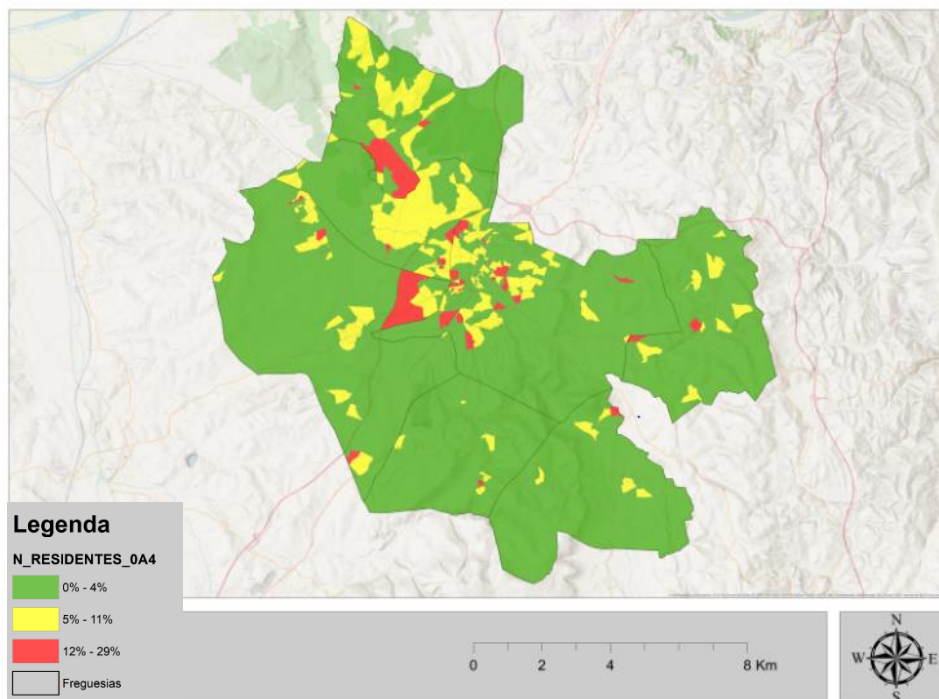 Legenda
N_RESIDENTES_0A4
0% - 4%
5% - 11%
12% - 29%
Freguesias
0 2 4 8 Km
N
W E
S